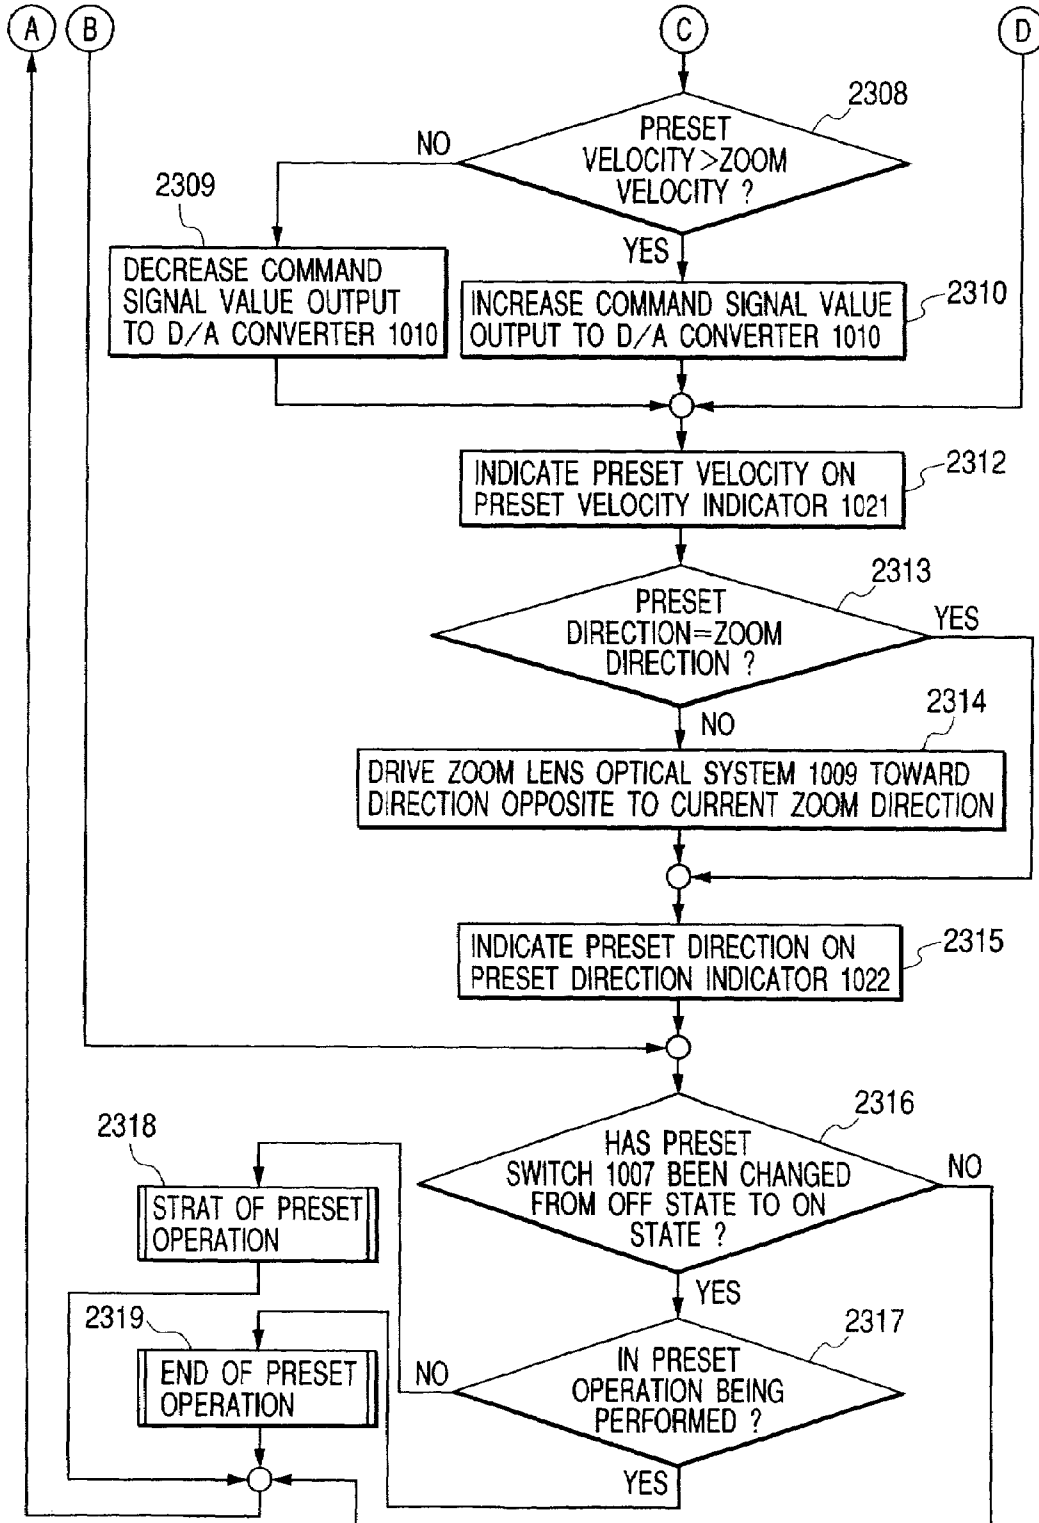 A
B
C
D
2308
PRESET
VELOCITY>ZOOM
VELOCITY ?
NO
YES
2309
DECREASE COMMAND
SIGNAL VALUE OUTPUT
TO D/A CONVERTER 1010
2310
INCREASE COMMAND SIGNAL VALUE
OUTPUT TO D/A CONVERTER 1010
2312
INDICATE PRESET VELOCITY ON
PRESET VELOCITY INDICATOR 1021
2313
PRESET
DIRECTION=ZOOM
DIRECTION ?
YES
NO
2314
DRIVE ZOOM LENS OPTICAL SYSTEM 1009 TOWARD
DIRECTION OPPOSITE TO CURRENT ZOOM DIRECTION
2315
INDICATE PRESET DIRECTION ON
PRESET DIRECTION INDICATOR 1022
2316
HAS PRESET
SWITCH 1007 BEEN CHANGED
FROM OFF STATE TO ON
STATE ?
NO
YES
2318
STRAT OF PRESET
OPERATION
2317
IN PRESET
OPERATION BEING
PERFORMED ?
NO
YES
2319
END OF PRESET
OPERATION